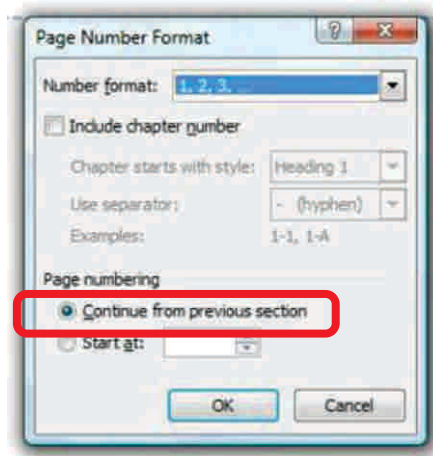 Page Number Format
Number format: 1, 2, 3, ...
Include chapter number
Chapter starts with style: Heading 1
Use separator: - (hyphen)
Examples: 1-1, 1-A
Page numbering
Continue from previous section
Start at:
OK Cancel